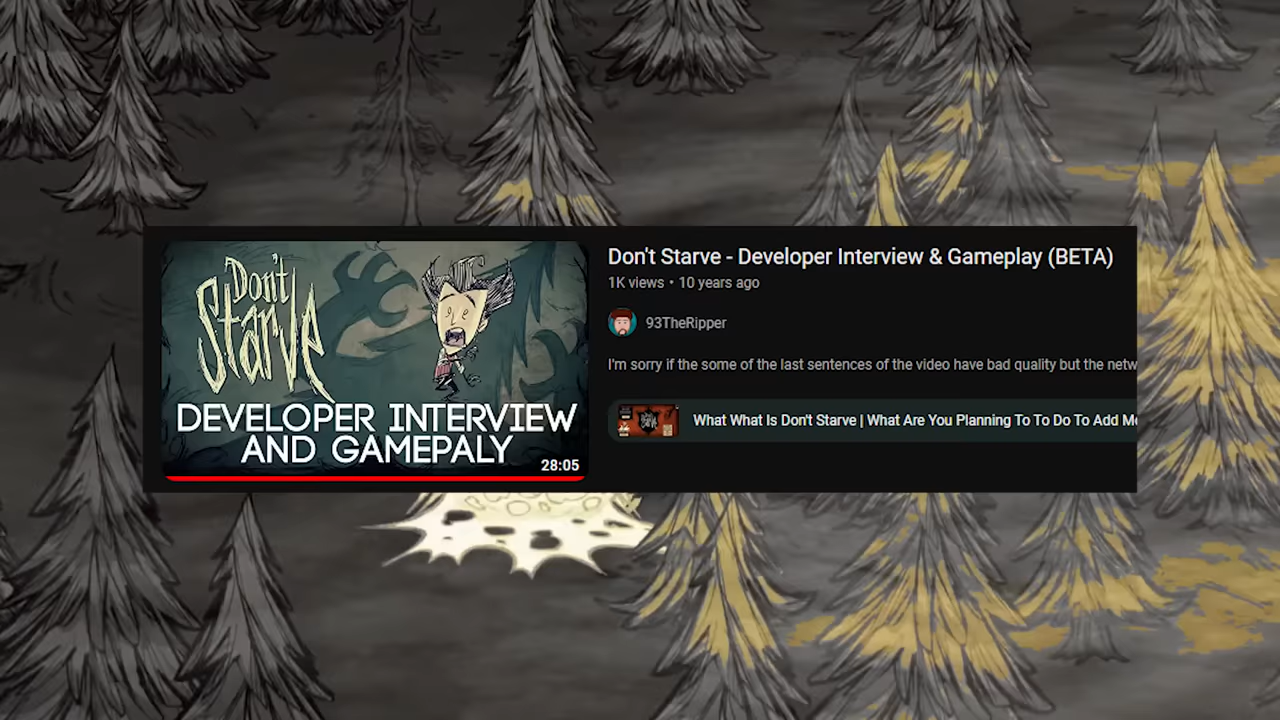 Don't
Starve
DEVELOPER INTERVIEW
AND GAMEPALY
28:05
Don't Starve - Developer Interview & Gameplay (BETA)
1K views • 10 years ago
93TheRipper
I'm sorry if the some of the last sentences of the video have bad quality but the netw
What What Is Don't Starve | What Are You Planning To To Do To Add Mo